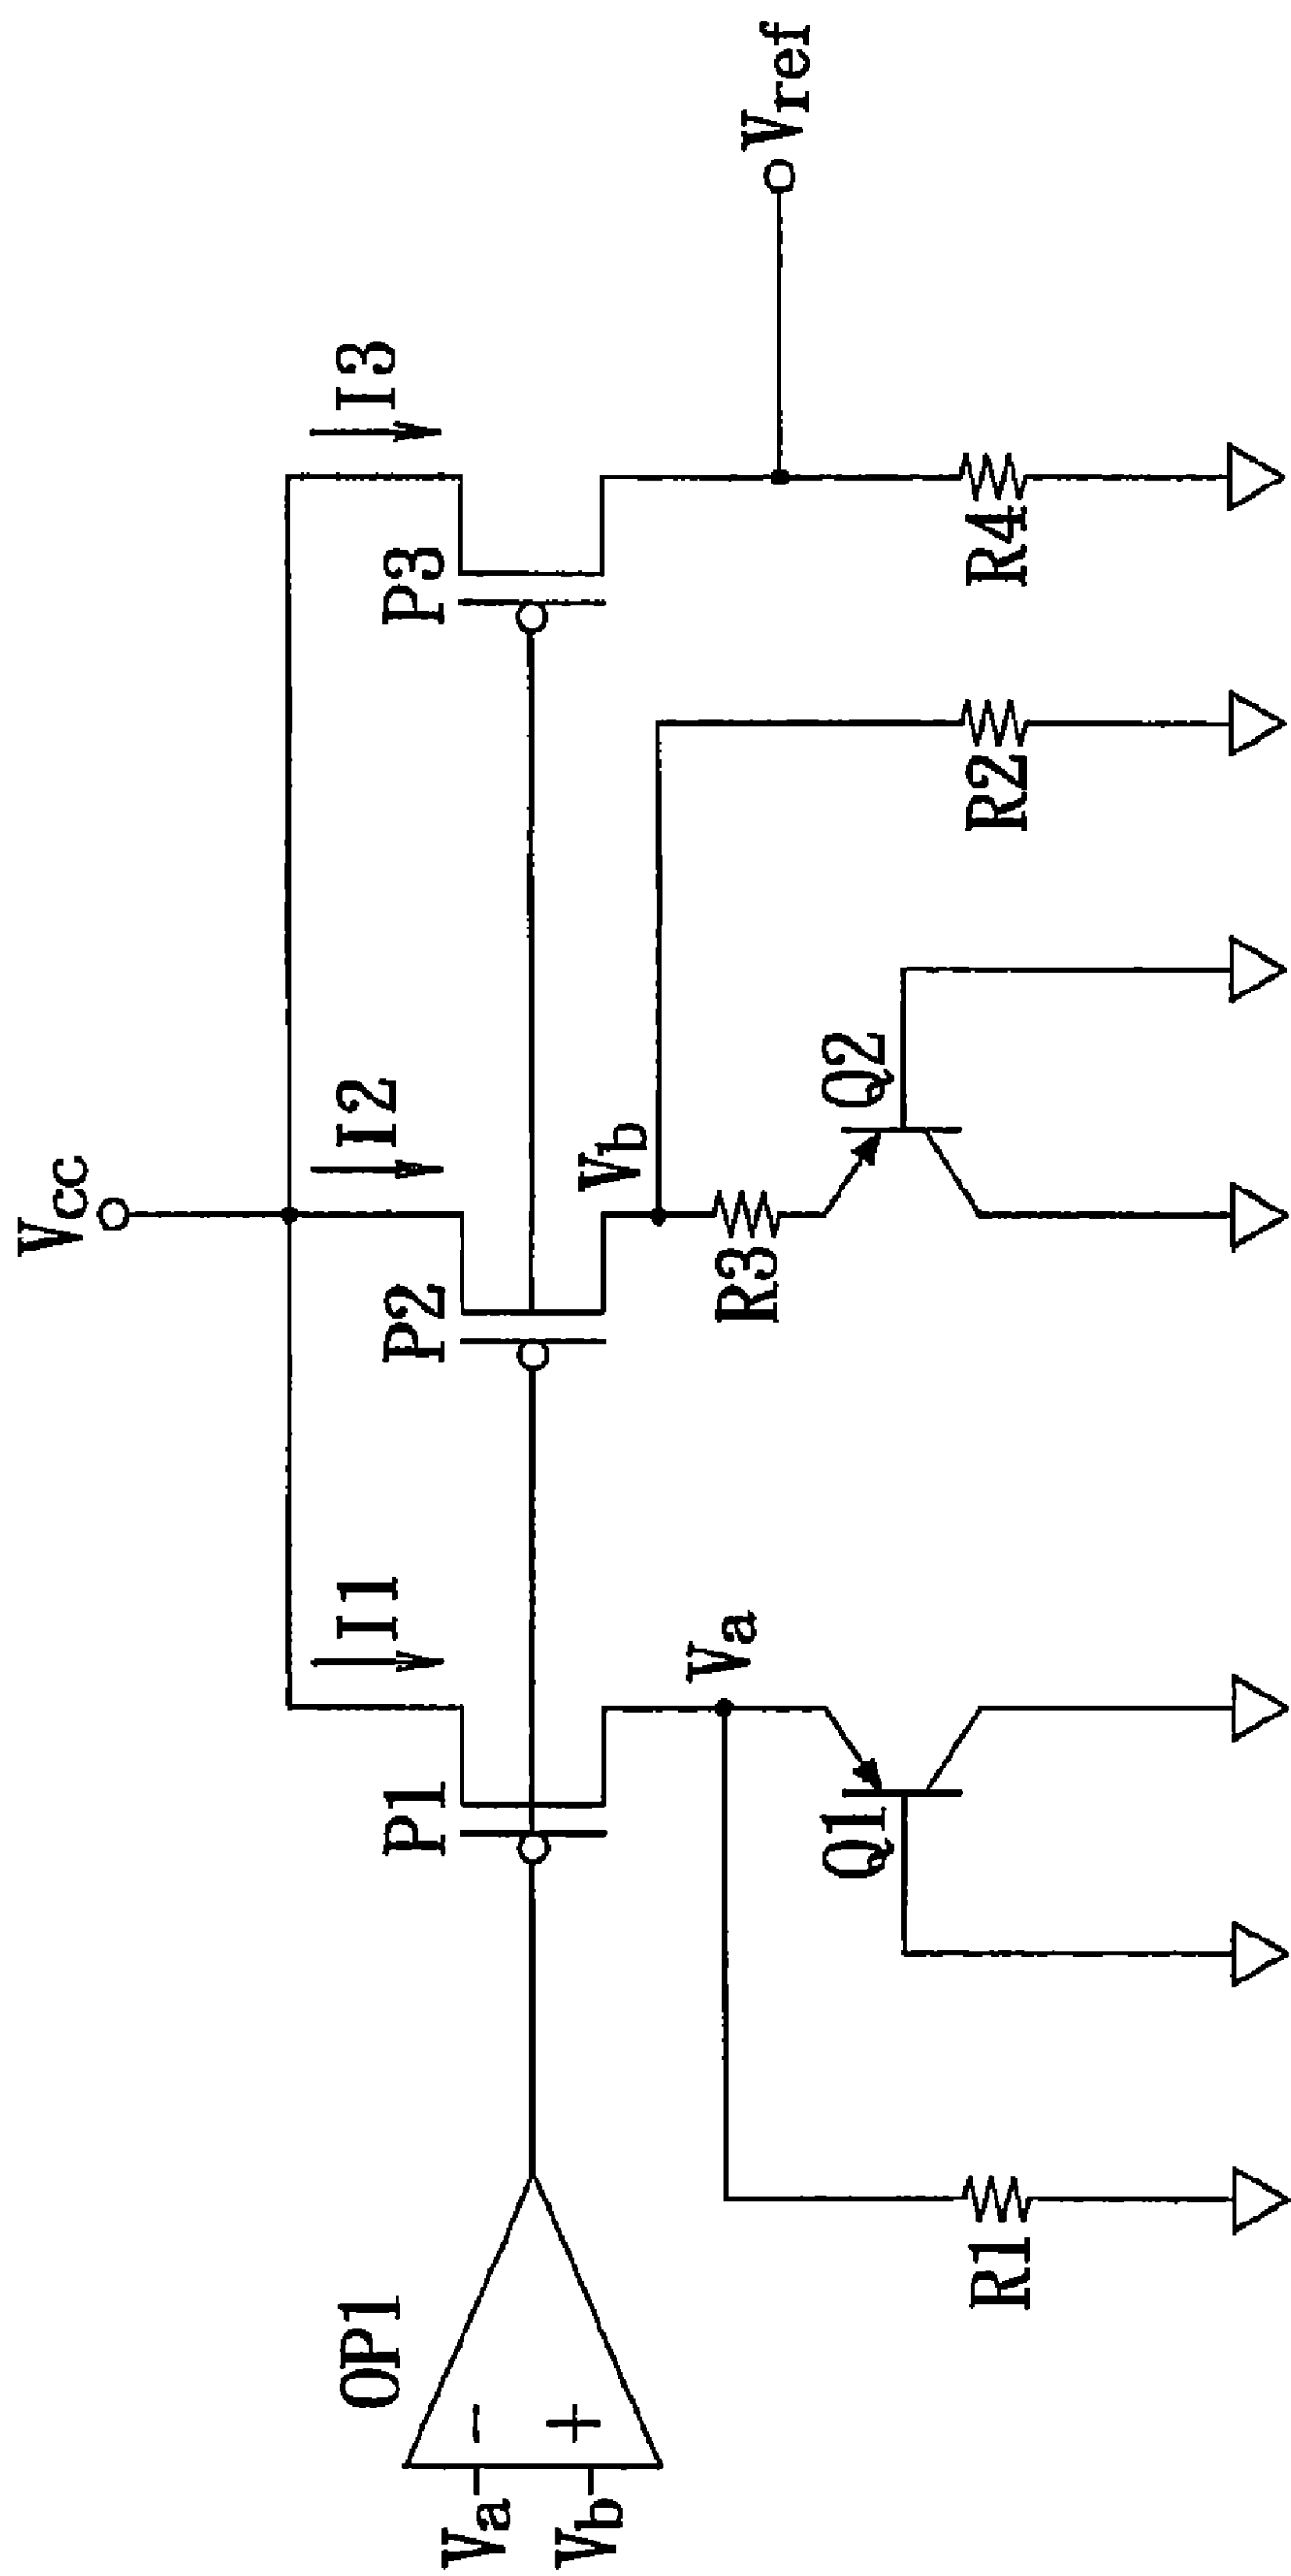 Vcc
I1
I2
I3
OP1
P1
P2
P3
Va
−
Vb
+
Va
Vb
Vref
R3
Q1
Q2
R1
R2
R4